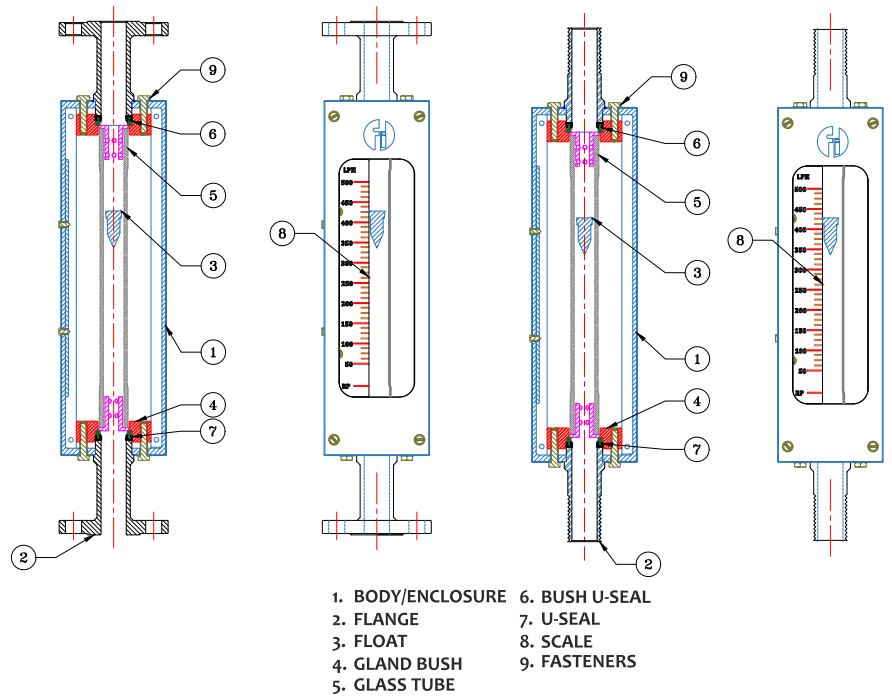 9
6
5
3
1
4
7
2
8
LPH
500
450
400
350
300
250
200
150
100
50
RP
9
6
5
3
1
4
7
2
8
LPH
500
450
400
350
300
250
200
150
100
50
RP
1. BODY/ENCLOSURE
2. FLANGE
3. FLOAT
4. GLAND BUSH
5. GLASS TUBE
6. BUSH U-SEAL
7. U-SEAL
8. SCALE
9. FASTENERS